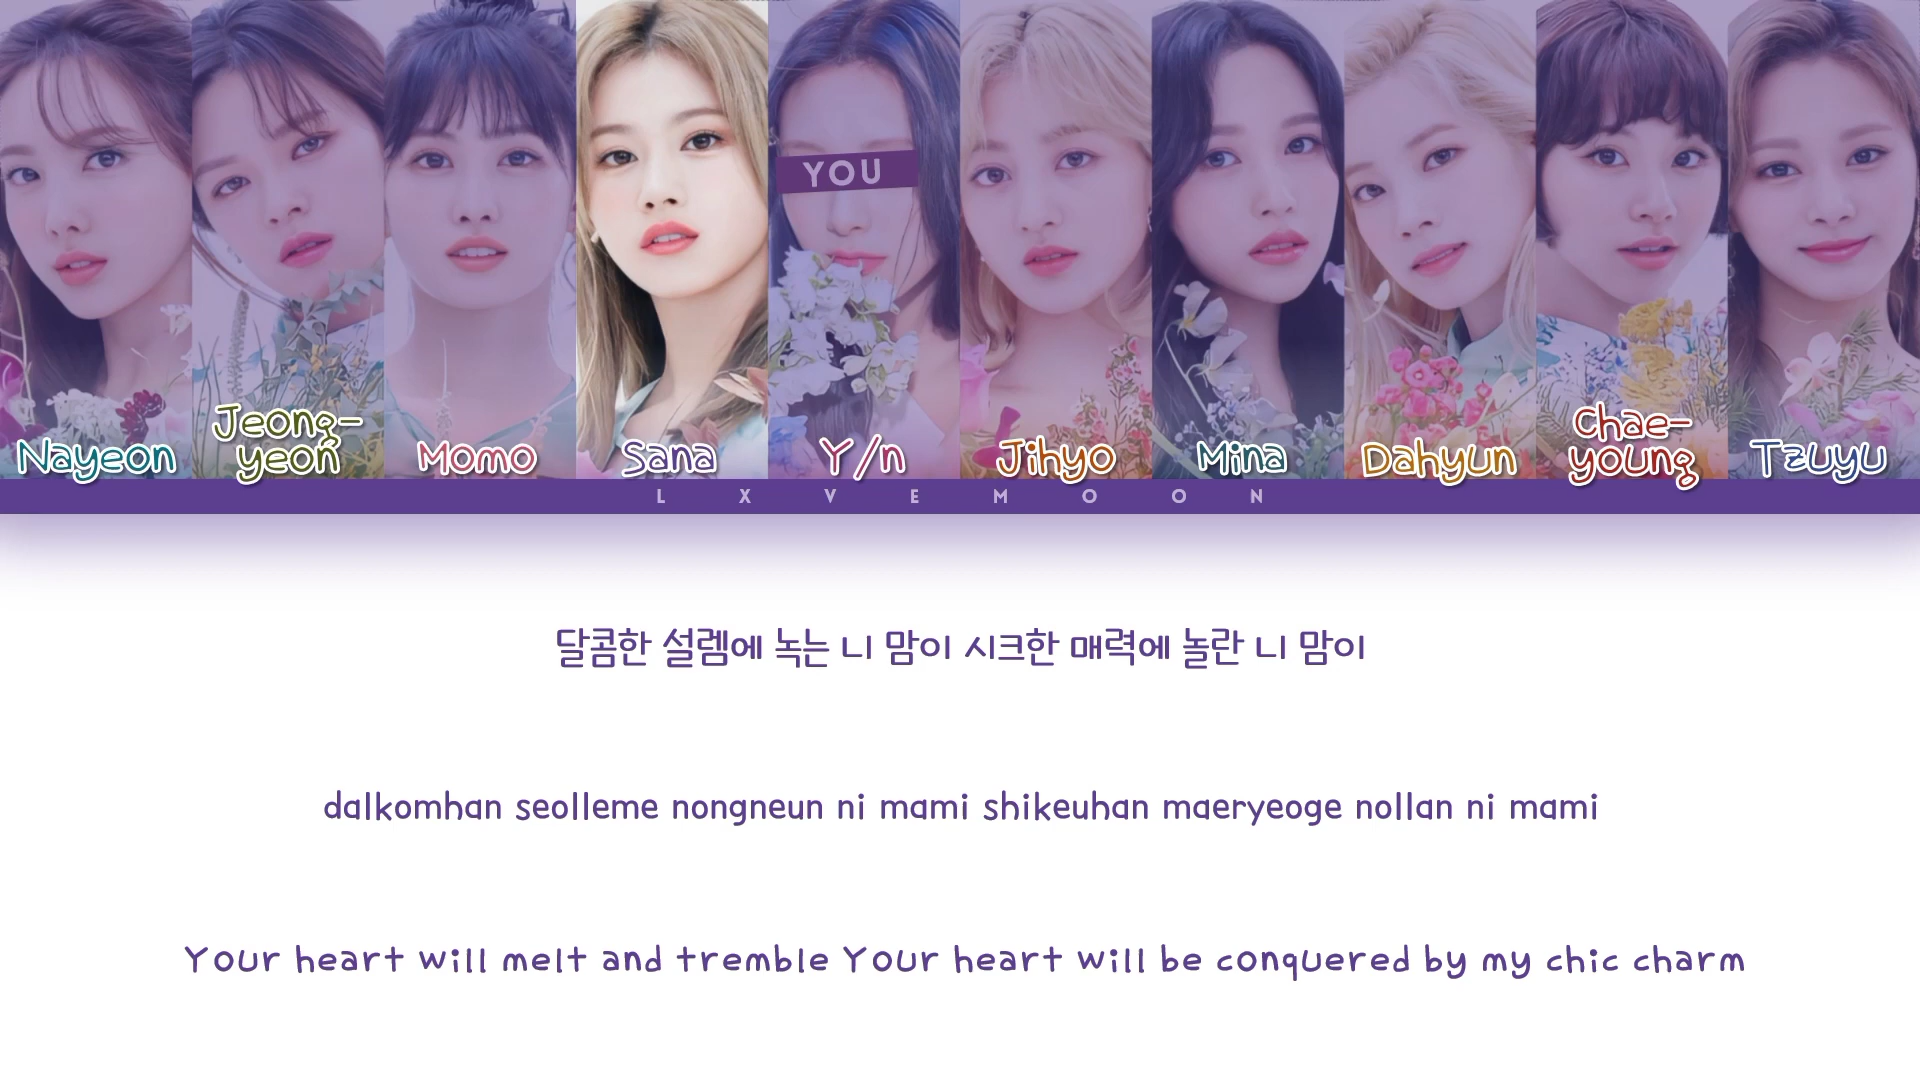 YOU
Nayeon
Jeong-
yeon
Momo
Sana
Y/n
Jihyo
Mina
Dahyun
Chae-
young
Tzuyu
L X V E M O O N
달콤한 설렘에 녹는 니 맘이 시크한 매력에 놀란 니 맘이
dalkomhan seolleme nongneun ni mami shikeuhan maeryeoge nollan ni mami
Your heart will melt and tremble Your heart will be conquered by my chic charm